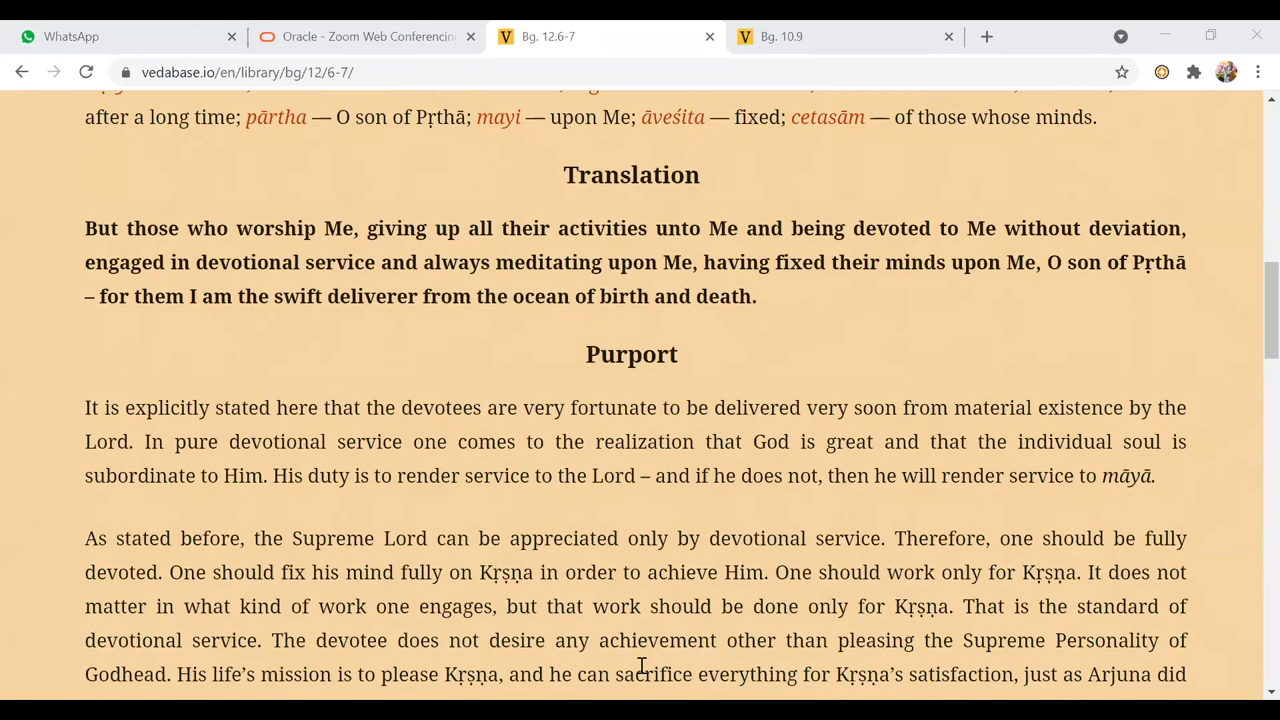 WhatsApp
Oracle - Zoom Web Conferencing
Bg. 12.6-7
Bg. 10.9
vedabase.io/en/library/bg/12/6-7/
after a long time; pārtha — O son of Pṛthā; mayi — upon Me; āveśita — fixed; cetasām — of those whose minds.
Translation
But those who worship Me, giving up all their activities unto Me and being devoted to Me without deviation,
engaged in devotional service and always meditating upon Me, having fixed their minds upon Me, O son of Pṛthā
– for them I am the swift deliverer from the ocean of birth and death.
Purport
It is explicitly stated here that the devotees are very fortunate to be delivered very soon from material existence by the
Lord. In pure devotional service one comes to the realization that God is great and that the individual soul is
subordinate to Him. His duty is to render service to the Lord – and if he does not, then he will render service to māyā.
As stated before, the Supreme Lord can be appreciated only by devotional service. Therefore, one should be fully
devoted. One should fix his mind fully on Kṛṣṇa in order to achieve Him. One should work only for Kṛṣṇa. It does not
matter in what kind of work one engages, but that work should be done only for Kṛṣṇa. That is the standard of
devotional service. The devotee does not desire any achievement other than pleasing the Supreme Personality of
Godhead. His life’s mission is to please Kṛṣṇa, and he can sacrifice everything for Kṛṣṇa’s satisfaction, just as Arjuna did